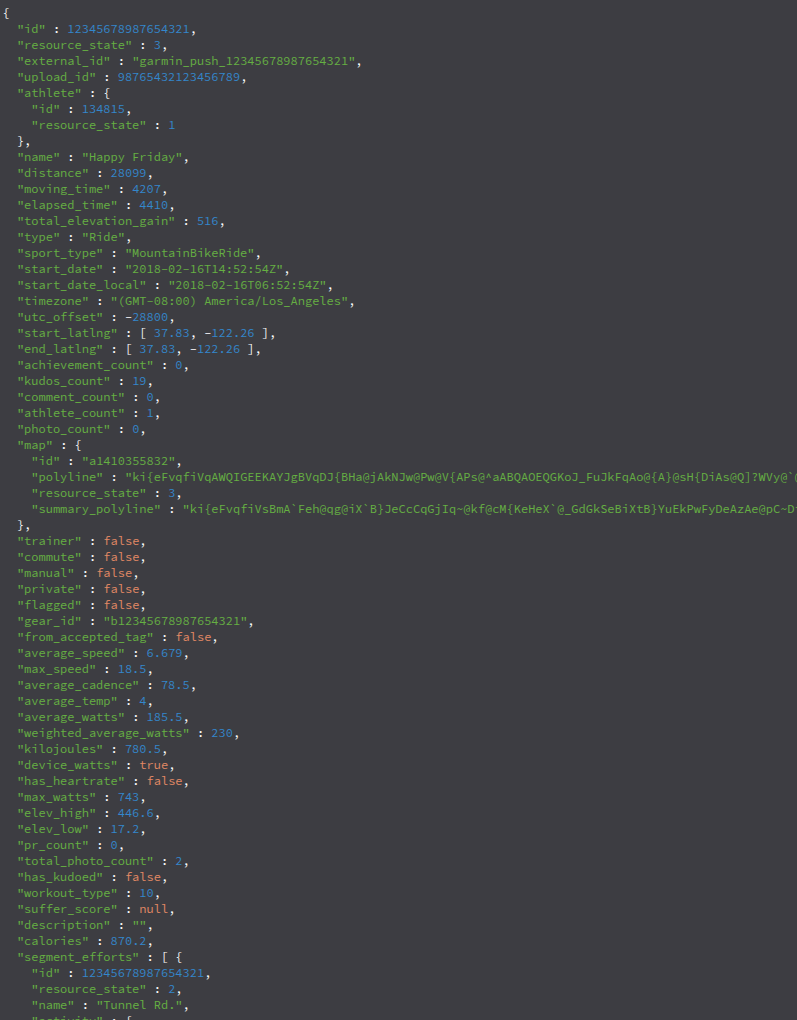 {
"id" : 12345678987654321,
"resource_state" : 3,
"external_id" : "garmin_push_12345678987654321",
"upload_id" : 98765432123456789,
"athlete" : {
"id" : 134815,
"resource_state" : 1
},
"name" : "Happy Friday",
"distance" : 28099,
"moving_time" : 4207,
"elapsed_time" : 4410,
"total_elevation_gain" : 516,
"type" : "Ride",
"sport_type" : "MountainBikeRide",
"start_date" : "2018-02-16T14:52:54Z",
"start_date_local" : "2018-02-16T06:52:54Z",
"timezone" : "(GMT-08:00) America/Los_Angeles",
"utc_offset" : -28800,
"start_latlng" : [ 37.83, -122.26 ],
"end_latlng" : [ 37.83, -122.26 ],
"achievement_count" : 0,
"kudos_count" : 19,
"comment_count" : 0,
"athlete_count" : 1,
"photo_count" : 0,
"map" : {
"id" : "a1410355832",
"polyline" : "ki{eFvqfiVqAWQIGEEKAYJgBVqDJ{BHa@jAkNJw@Pw@V{APs@^aABQAOEQGKoJ_FuJkFqAo@{A}@sH{DiAs@Q]?WVy@`
"resource_state" : 3,
"summary_polyline" : "ki{eFvqfiVsBmA`Feh@qg@iX`B}JeCcCqGjIq~@kf@cM{KeHeX`@_GdGkSeBiXtB}YuEkPwFyDeAzAe@pC~D
},
"trainer" : false,
"commute" : false,
"manual" : false,
"private" : false,
"flagged" : false,
"gear_id" : "b12345678987654321",
"from_accepted_tag" : false,
"average_speed" : 6.679,
"max_speed" : 18.5,
"average_cadence" : 78.5,
"average_temp" : 4,
"average_watts" : 185.5,
"weighted_average_watts" : 230,
"kilojoules" : 780.5,
"device_watts" : true,
"has_heartrate" : false,
"max_watts" : 743,
"elev_high" : 446.6,
"elev_low" : 17.2,
"pr_count" : 0,
"total_photo_count" : 2,
"has_kudoed" : false,
"workout_type" : 10,
"suffer_score" : null,
"description" : "",
"calories" : 870.2,
"segment_efforts" : [ {
"id" : 12345678987654321,
"resource_state" : 2,
"name" : "Tunnel Rd.",